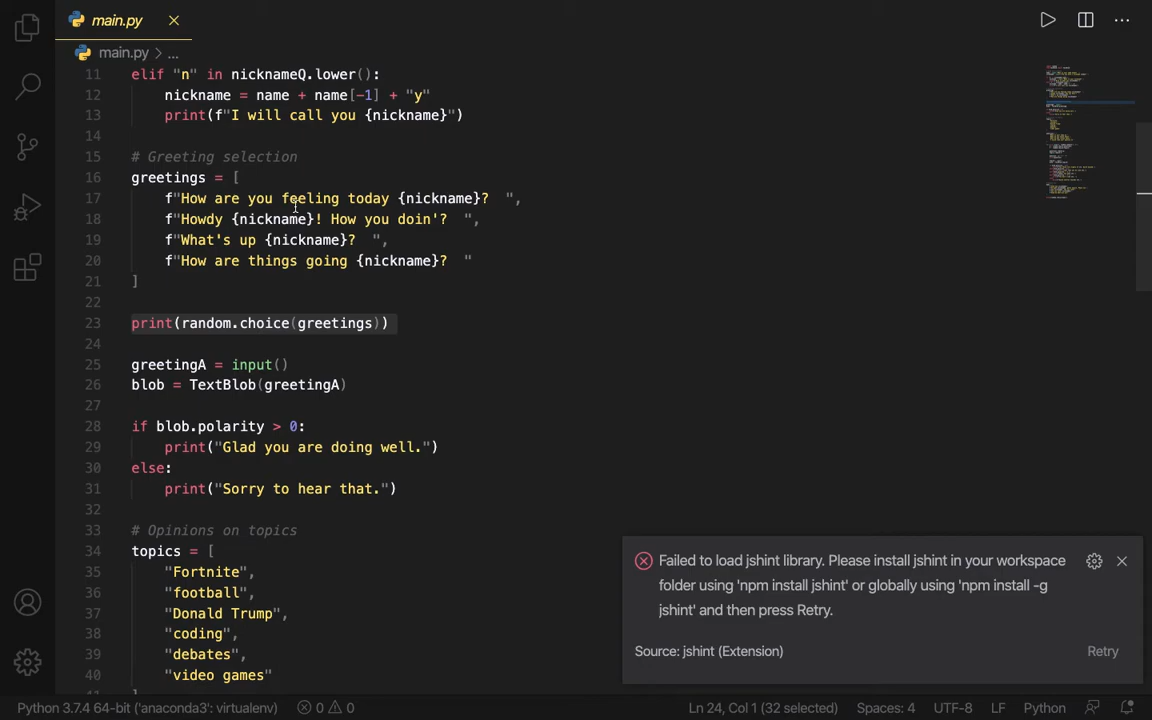 main.py
main.py > ...
11 elif "n" in nicknameQ.lower():
12 nickname = name + name[-1] + "y"
13 print(f"I will call you {nickname}")
14
15 # Greeting selection
16 greetings = [
17 f"How are you feeling today {nickname}?  ",
18 f"Howdy {nickname}! How you doin'?  ",
19 f"What's up {nickname}?  ",
20 f"How are things going {nickname}?  "
21 ]
22
23 print(random.choice(greetings))
24
25 greetingA = input()
26 blob = TextBlob(greetingA)
27
28 if blob.polarity > 0:
29 print("Glad you are doing well.")
30 else:
31 print("Sorry to hear that.")
32
33 # Opinions on topics
34 topics = [
35 "Fortnite",
36 "football",
37 "Donald Trump",
38 "coding",
39 "debates",
40 "video games"
41 ]
Failed to load jshint library. Please install jshint in your workspace
folder using 'npm install jshint' or globally using 'npm install -g
jshint' and then press Retry.
Source: jshint (Extension)
Retry
Python 3.7.4 64-bit ('anaconda3': virtualenv) 0 0 Ln 24, Col 1 (32 selected) Spaces: 4 UTF-8 LF Python